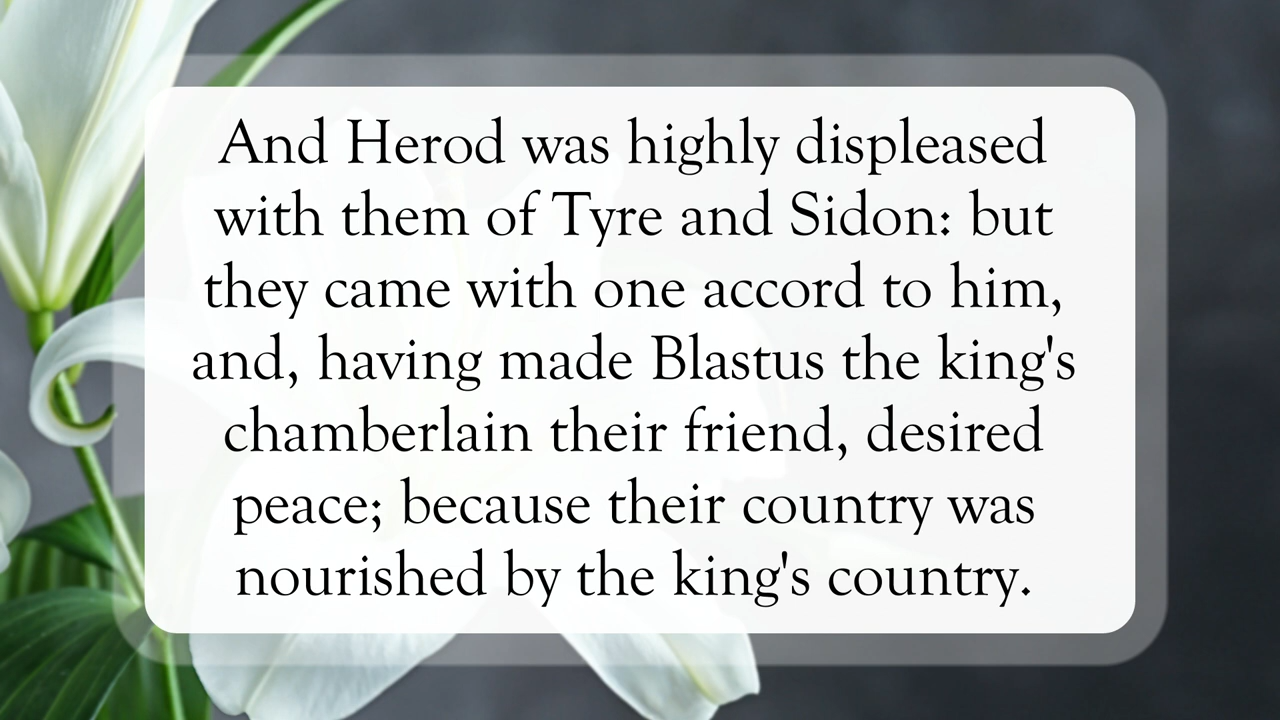 And Herod was highly displeased
with them of Tyre and Sidon: but
they came with one accord to him,
and, having made Blastus the king's
chamberlain their friend, desired
peace; because their country was
nourished by the king's country.